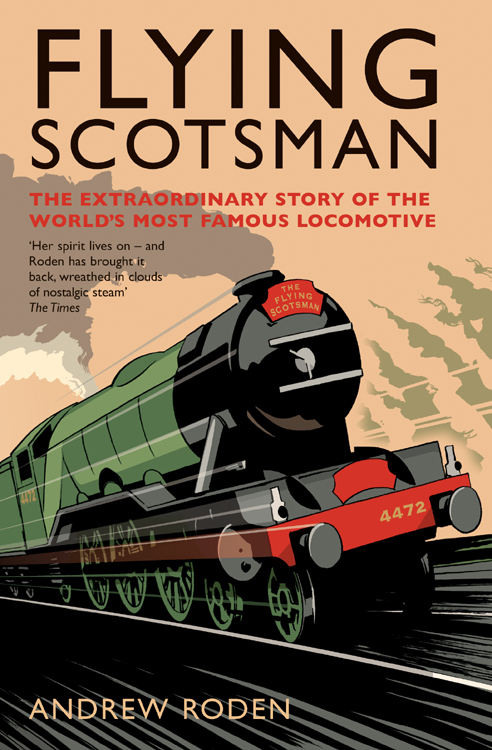 FLYING
SCOTSMAN
THE EXTRAORDINARY STORY OF THE
WORLD'S MOST FAMOUS LOCOMOTIVE
'Her spirit lives on – and
Roden has brought it
back, wreathed in clouds
of nostalgic steam'
The Times
THE
FLYING
SCOTSMAN
4472
4472
ANDREW RODEN